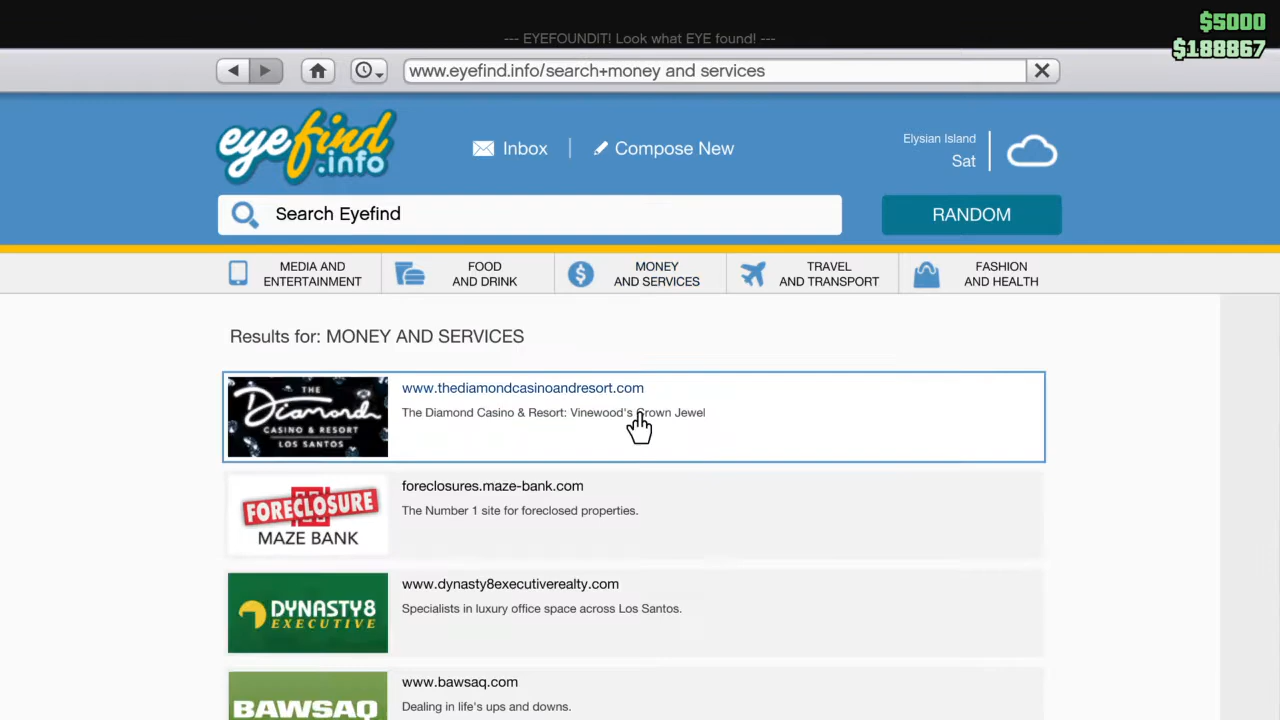 $5000
--- EYEFOUNDIT! Look what EYE found! ---
$188867
www.eyefind.info/search+money and services
eyefind
.info
Inbox
Compose New
Elysian Island
Sat
Search Eyefind
RANDOM
MEDIA AND
ENTERTAINMENT
FOOD
AND DRINK
MONEY
AND SERVICES
TRAVEL
AND TRANSPORT
FASHION
AND HEALTH
Results for: MONEY AND SERVICES
THE
Diamond
CASINO & RESORT
LOS SANTOS
www.thediamondcasinoandresort.com
The Diamond Casino & Resort: Vinewood's Crown Jewel
FORECLOSURE
MAZE BANK
foreclosures.maze-bank.com
The Number 1 site for foreclosed properties.
DYNASTY8
EXECUTIVE
www.dynasty8executiverealty.com
Specialists in luxury office space across Los Santos.
BAWSAQ
www.bawsaq.com
Dealing in life's ups and downs.